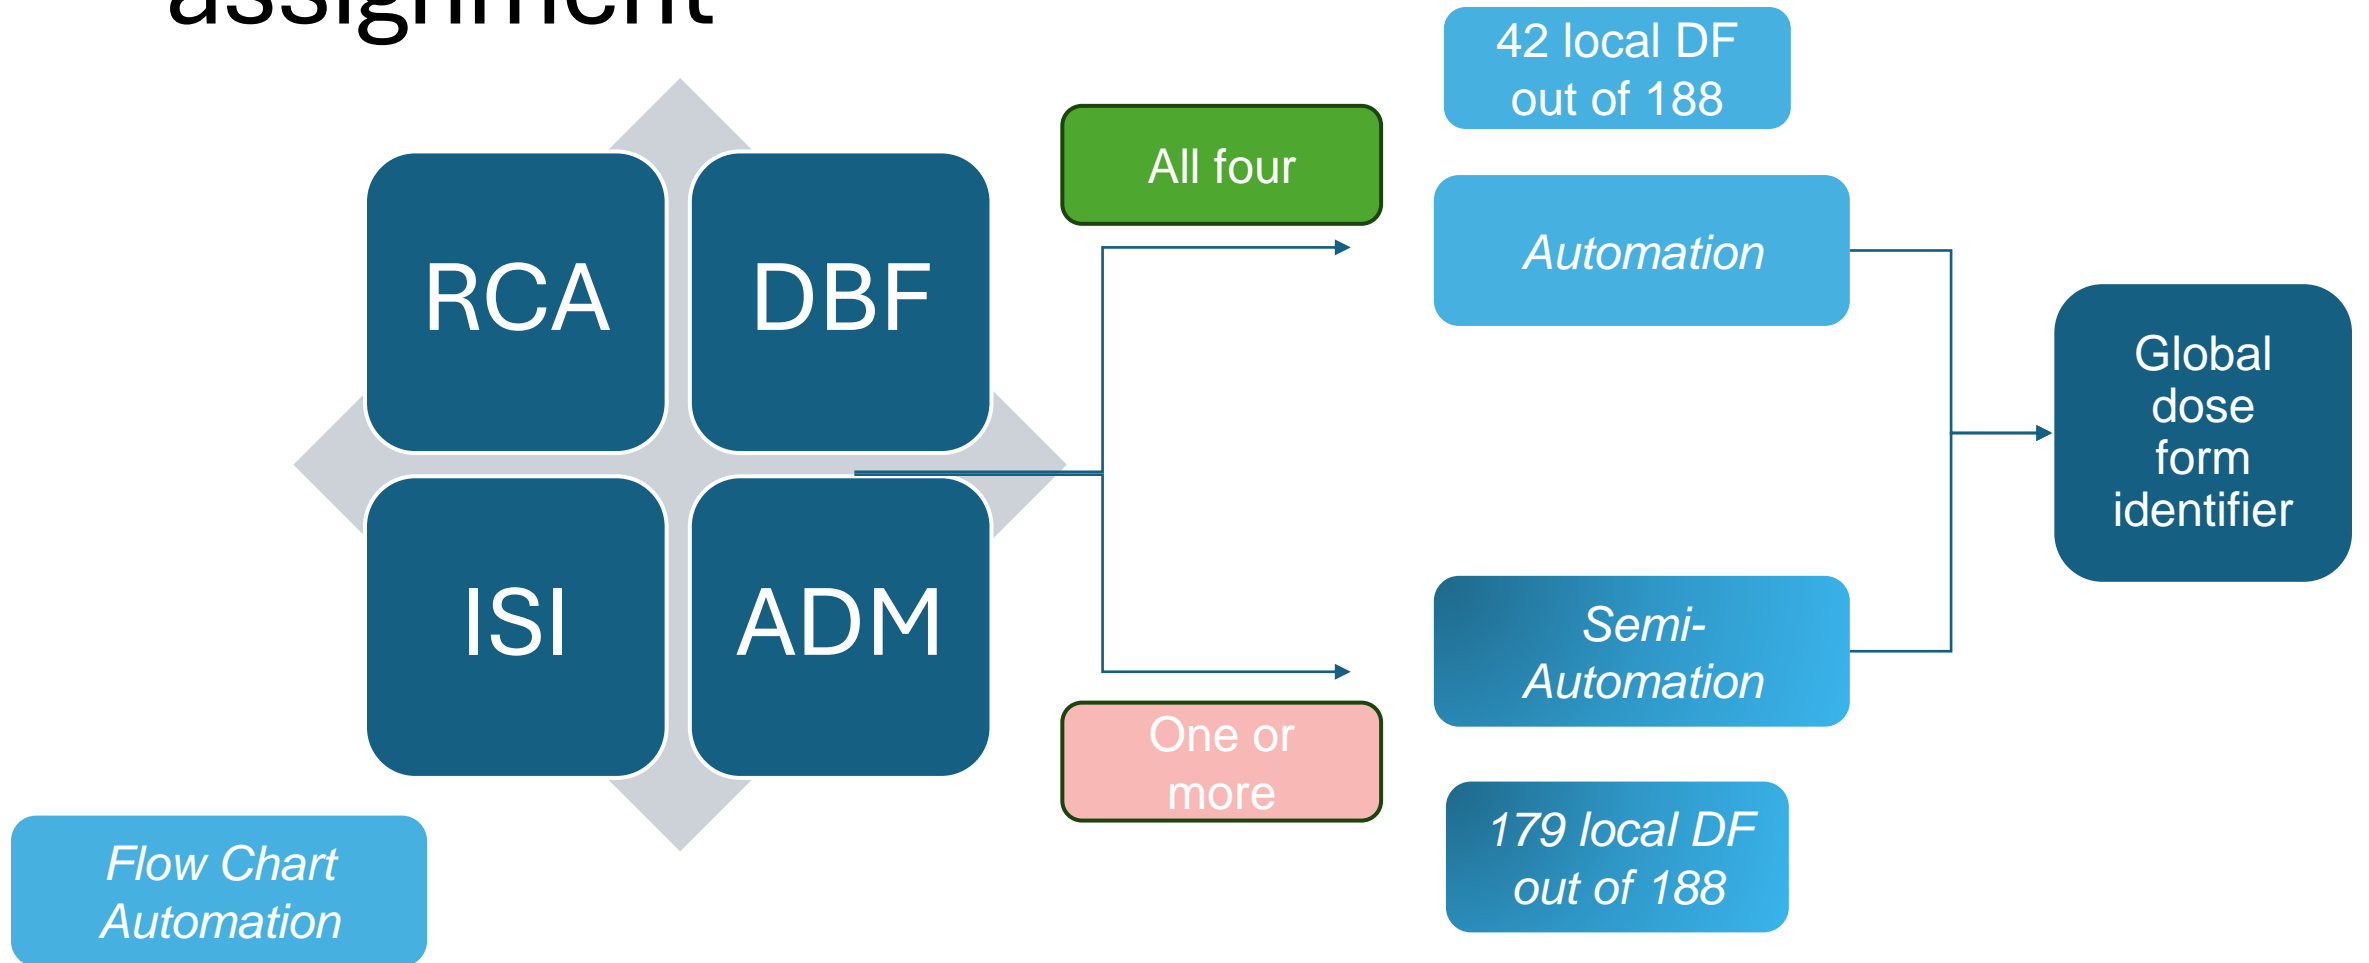 assignment
RCA
DBF
ISI
ADM
Flow Chart
Automation
All four
One or
more
42 local DF
out of 188
Automation
Semi-
Automation
179 local DF
out of 188
Global
dose
form
identifier